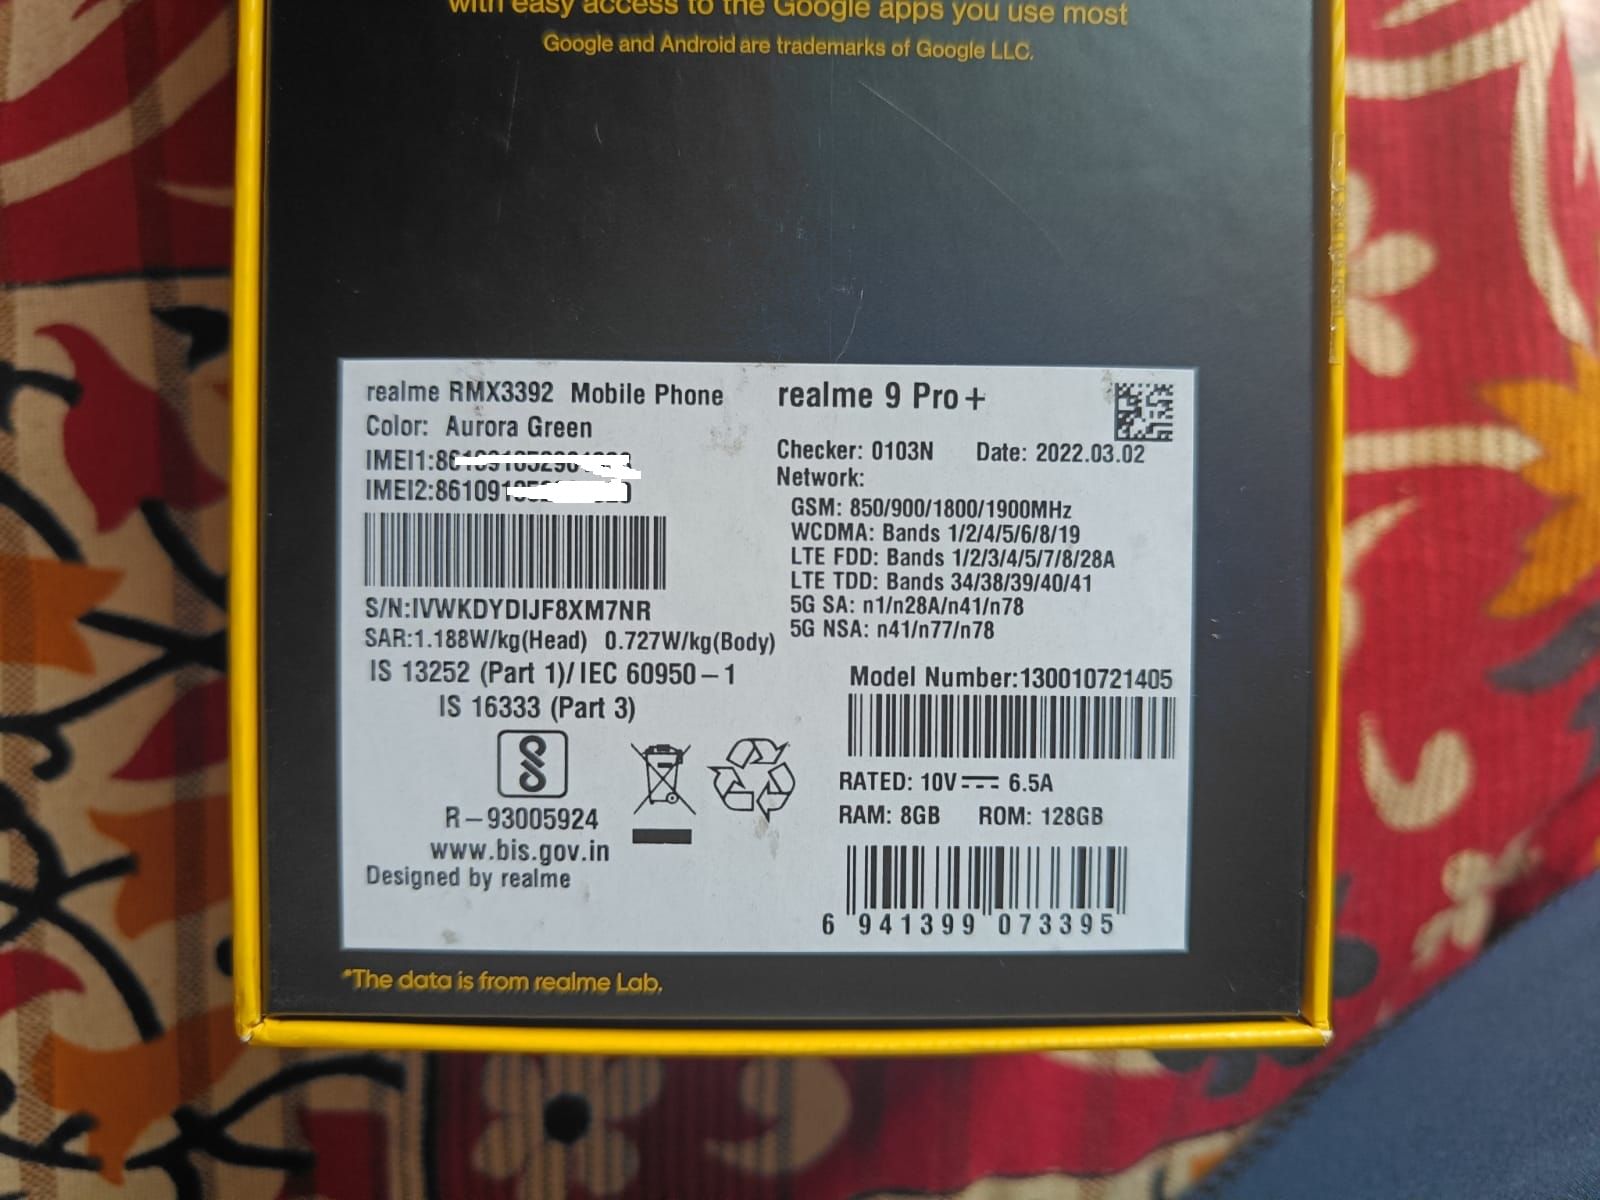 with easy access to the Google apps you use most
Google and Android are trademarks of Google LLC.
realme RMX3392 Mobile Phone
Color: Aurora Green
IMEI1:86
IMEI2:861091
S/N:IVWKDYDIJF8XM7NR
SAR:1.188W/kg(Head) 0.727W/kg(Body)
IS 13252 (Part 1)/IEC 60950-1
IS 16333 (Part 3)
R-93005924
www.bis.gov.in
Designed by realme
realme 9 Pro+
Checker: 0103N Date: 2022.03.02
Network:
GSM: 850/900/1800/1900MHz
WCDMA: Bands 1/2/4/5/6/8/19
LTE FDD: Bands 1/2/3/4/5/7/8/28A
LTE TDD: Bands 34/38/39/40/41
5G SA: n1/n28A/n41/n78
5G NSA: n41/n77/n78
Model Number:130010721405
RATED: 10V⎓ 6.5A
RAM: 8GB ROM: 128GB
6 941399 073395
*The data is from realme Lab.